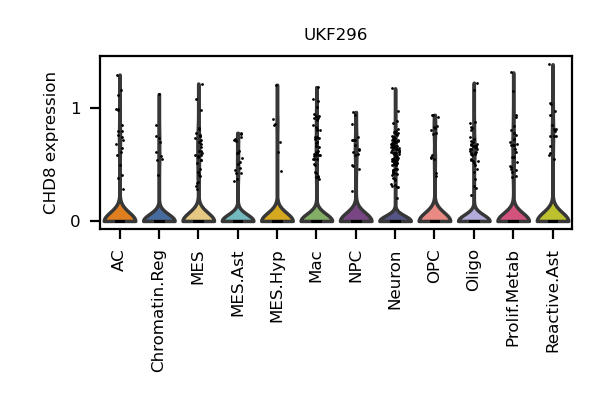 UKF296
CHD8 expression
1
0
AC
Chromatin.Reg
MES
MES.Ast
MES.Hyp
Mac
NPC
Neuron
OPC
Oligo
Prolif.Metab
Reactive.Ast